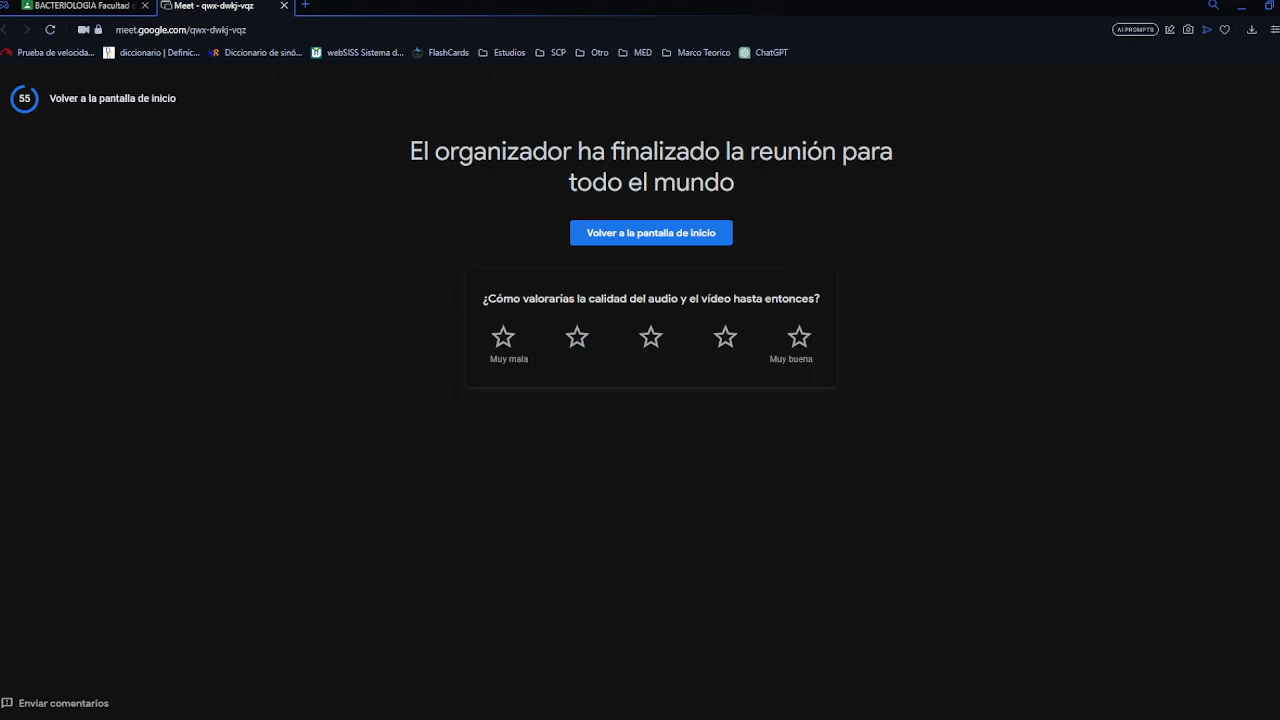 BACTERIOLOGIA Facultad
Meet - qwx-dwkj-vqz
meet.google.com/qwx-dwkj-vqz
AI PROMPTS
Prueba de velocida... diccionario | Definic... Diccionario de sinó... webSISS Sistema d... FlashCards Estudios SCP Otro MED Marco Teorico ChatGPT
55 Volver a la pantalla de inicio
El organizador ha finalizado la reunión para
todo el mundo
Volver a la pantalla de inicio
¿Cómo valorarías la calidad del audio y el vídeo hasta entonces?
Muy mala Muy buena
Enviar comentarios